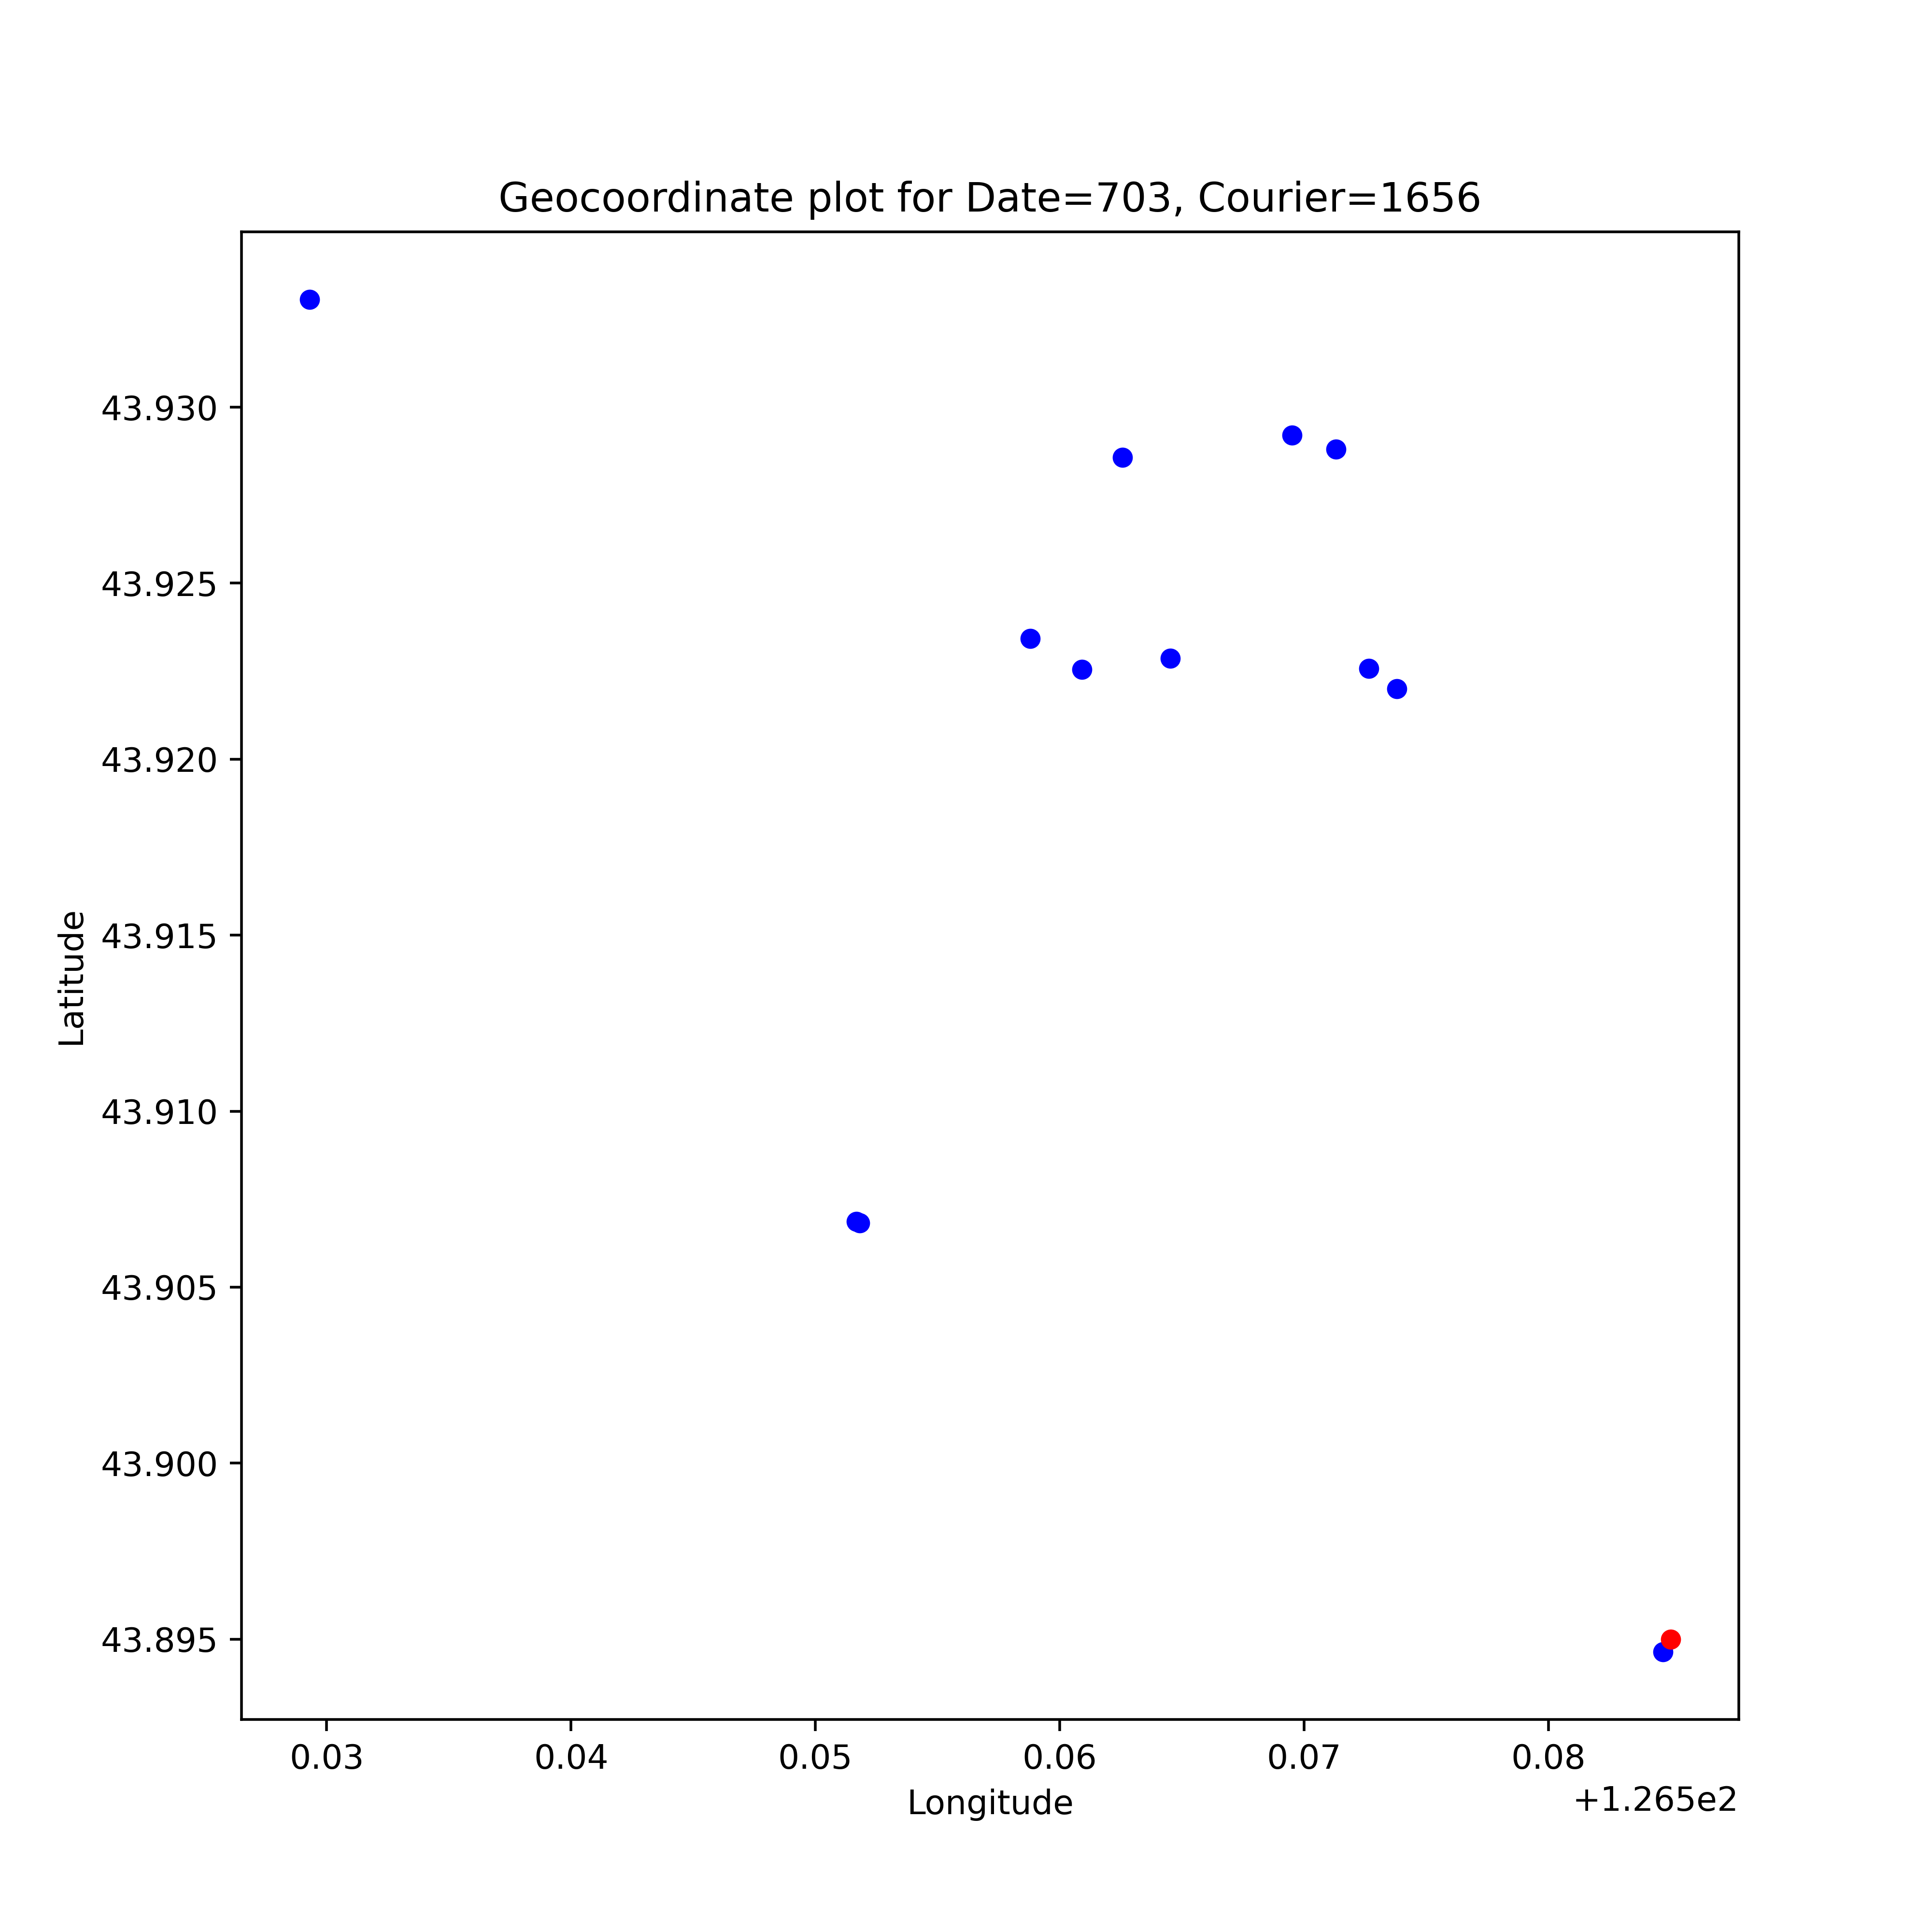 Geocoordinate plot for Date=703, Courier=1656
43.930
43.925
43.920
43.915
43.910
43.905
43.900
43.895
Latitude
0.03 0.04 0.05 0.06 0.07 0.08
+1.265e2
Longitude